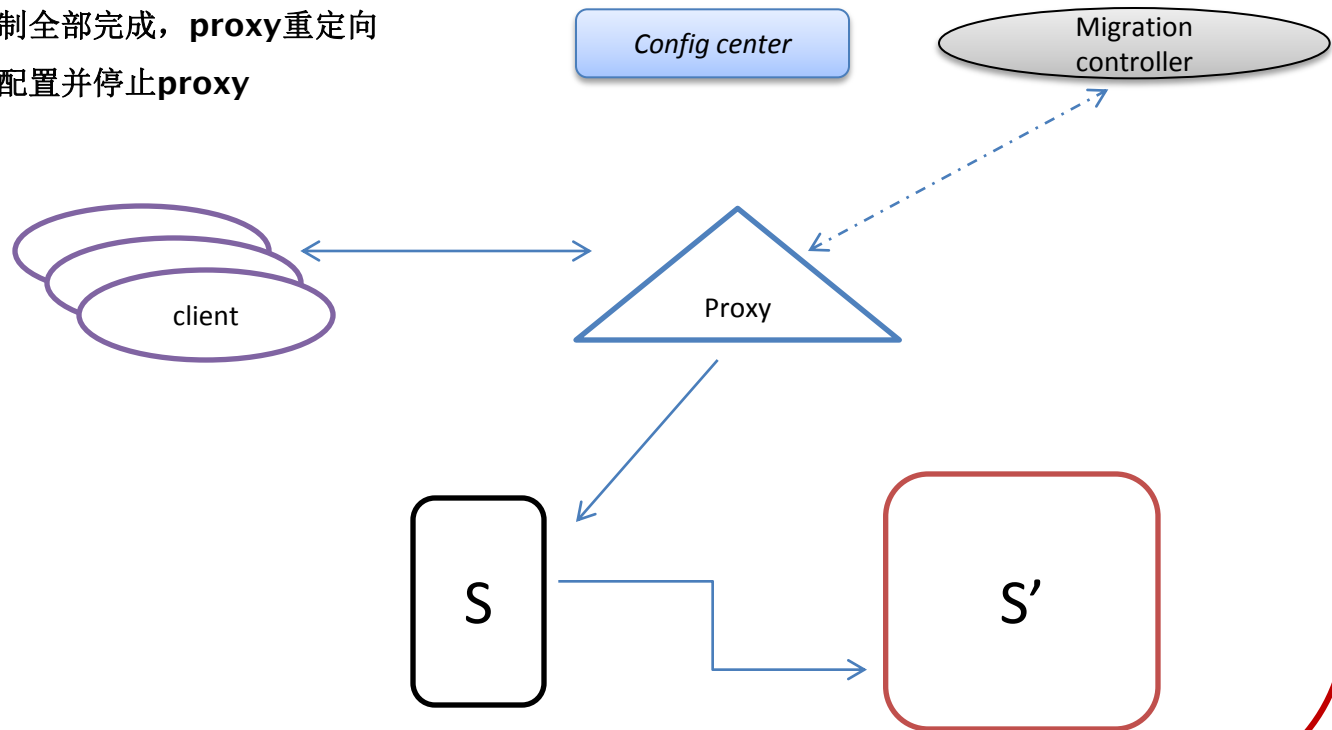 制全部完成，proxy重定向
配置并停止proxy
Config center
Migration
controller
client
Proxy
S
S’